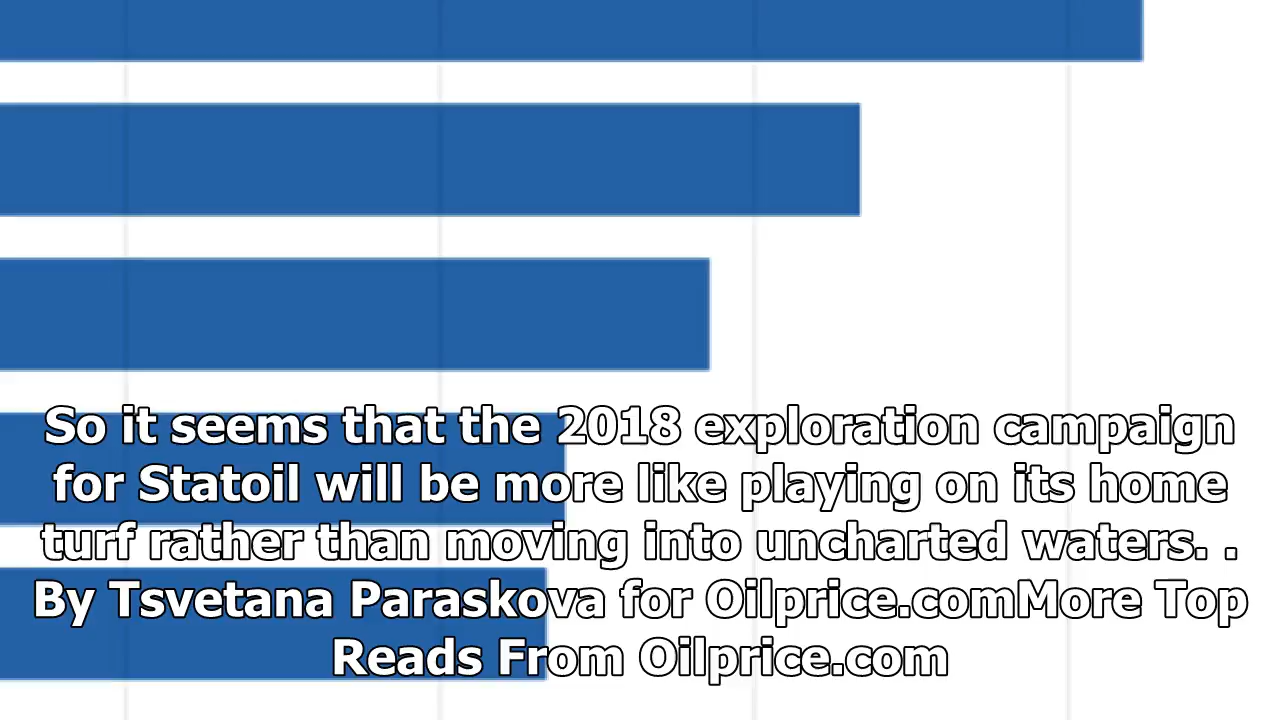 So it seems that the 2018 exploration campaign
for Statoil will be more like playing on its home
turf rather than moving into uncharted waters. .
By Tsvetana Paraskova for Oilprice.comMore Top
Reads From Oilprice.com